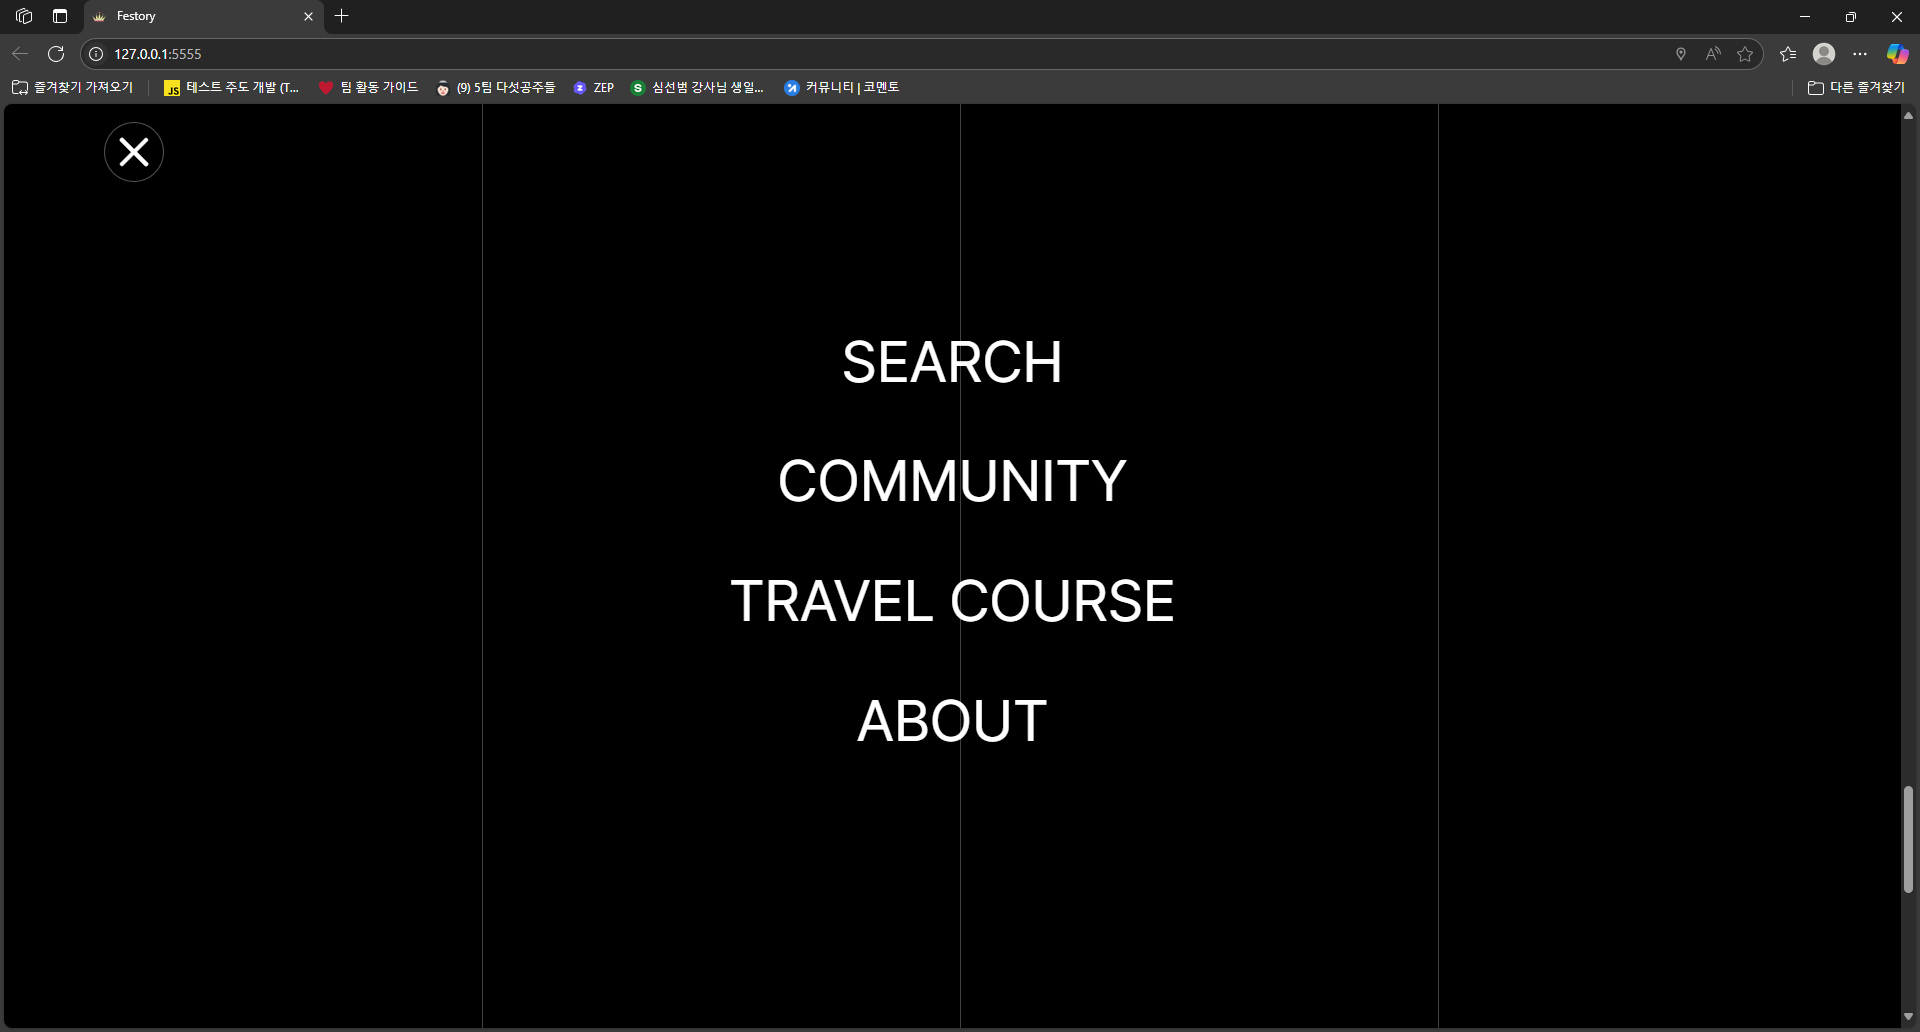 Festory
127.0.0.1:5555
즐겨찾기 가져오기
JS 테스트 주도 개발 (T...
팀 활동 가이드
(9) 5팀 다섯공주들
ZEP
S 심선범 강사님 생일...
커뮤니티 | 코멘토
다른 즐겨찾기
SEARCH
COMMUNITY
TRAVEL COURSE
ABOUT